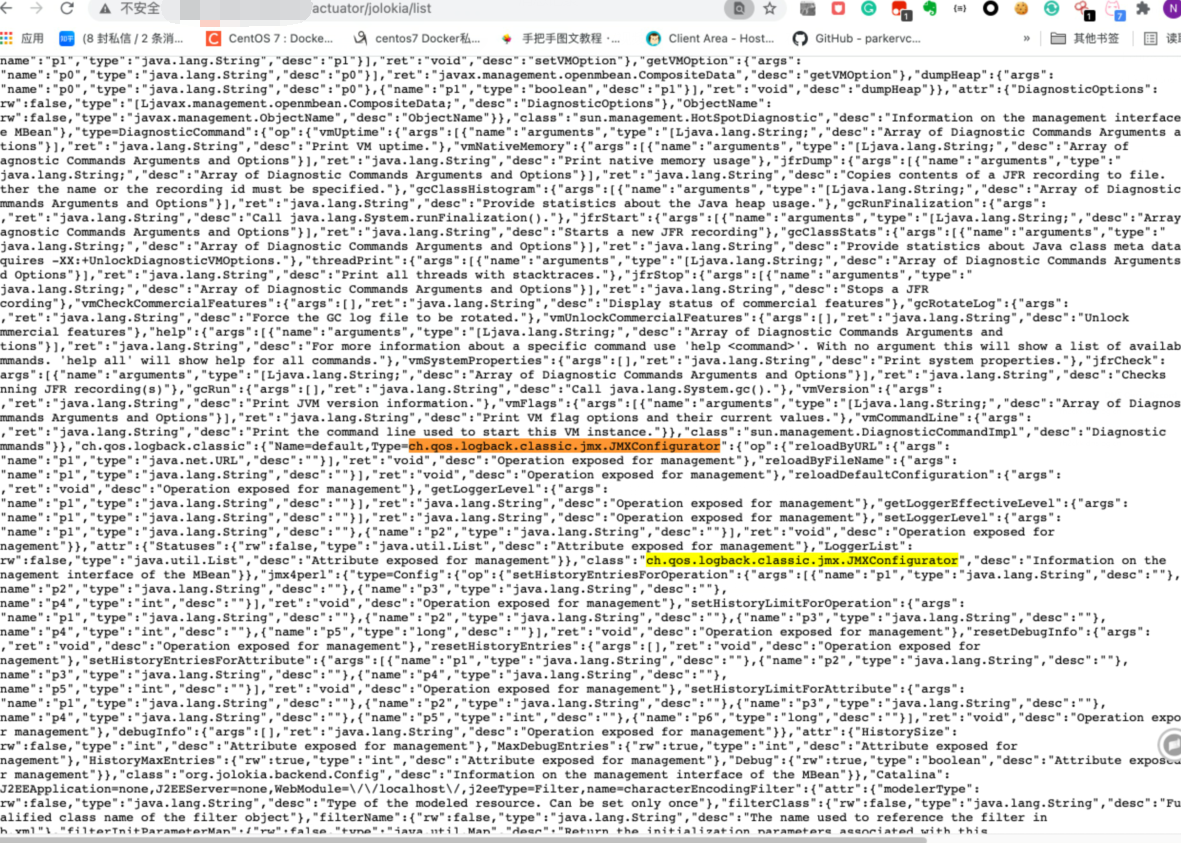 不安全
actuator/jolokia/list
1
1
7
N
应用
知乎
(8 封私信 / 2 条消...
CentOS 7 : Docke...
centos7 Docker私...
手把手图文教程 ·...
Client Area - Host...
GitHub - parkervc...
»
其他书签
name":"p1","type":"java.lang.String","desc":"p1"}],"ret":"void","desc":"setVMOption"},"getVMOption":{"args":
"name":"p0","type":"java.lang.String","desc":"p0"}],"ret":"javax.management.openmbean.CompositeData","desc":"getVMOption"},"dumpHeap":{"args":
"name":"p0","type":"java.lang.String","desc":"p0"},{"name":"p1","type":"boolean","desc":"p1"}],"ret":"void","desc":"dumpHeap"}},"attr":{"DiagnosticOptions":
rw":false,"type":"[Ljavax.management.openmbean.CompositeData;","desc":"DiagnosticOptions"},"ObjectName":
rw":false,"type":"javax.management.ObjectName","desc":"ObjectName"}},"class":"sun.management.HotSpotDiagnostic","desc":"Information on the management interface
e MBean"},"type=DiagnosticCommand":{"op":{"vmUptime":{"args":[{"name":"arguments","type":"[Ljava.lang.String;","desc":"Array of Diagnostic Commands Arguments a
tions"}],"ret":"java.lang.String","desc":"Print VM uptime."},"vmNativeMemory":{"args":[{"name":"arguments","type":"[Ljava.lang.String;","desc":"Array of
agnostic Commands Arguments and Options"}],"ret":"java.lang.String","desc":"Print native memory usage"},"jfrDump":{"args":[{"name":"arguments","type":"
java.lang.String;","desc":"Array of Diagnostic Commands Arguments and Options"}],"ret":"java.lang.String","desc":"Copies contents of a JFR recording to file.
ther the name or the recording id must be specified."},"gcClassHistogram":{"args":[{"name":"arguments","type":"[Ljava.lang.String;","desc":"Array of Diagnostic
mmands Arguments and Options"}],"ret":"java.lang.String","desc":"Provide statistics about the Java heap usage."},"gcRunFinalization":{"args":
,"ret":"java.lang.String","desc":"Call java.lang.System.runFinalization()."},"jfrStart":{"args":[{"name":"arguments","type":"[Ljava.lang.String;","desc":"Array
agnostic Commands Arguments and Options"}],"ret":"java.lang.String","desc":"Starts a new JFR recording"},"gcClassStats":{"args":[{"name":"arguments","type":"
java.lang.String;","desc":"Array of Diagnostic Commands Arguments and Options"}],"ret":"java.lang.String","desc":"Provide statistics about Java class meta data
quires -XX:+UnlockDiagnosticVMOptions."},"threadPrint":{"args":[{"name":"arguments","type":"[Ljava.lang.String;","desc":"Array of Diagnostic Commands Arguments
d Options"}],"ret":"java.lang.String","desc":"Print all threads with stacktraces."},"jfrStop":{"args":[{"name":"arguments","type":"
java.lang.String;","desc":"Array of Diagnostic Commands Arguments and Options"}],"ret":"java.lang.String","desc":"Stops a JFR
cording"},"vmCheckCommercialFeatures":{"args":[],"ret":"java.lang.String","desc":"Display status of commercial features"},"gcRotateLog":{"args":
,"ret":"java.lang.String","desc":"Force the GC log file to be rotated."},"vmUnlockCommercialFeatures":{"args":[],"ret":"java.lang.String","desc":"Unlock
mmercial features"},"help":{"args":[{"name":"arguments","type":"[Ljava.lang.String;","desc":"Array of Diagnostic Commands Arguments and
tions"}],"ret":"java.lang.String","desc":"For more information about a specific command use 'help <command>'. With no argument this will show a list of availab
mmands. 'help all' will show help for all commands."},"vmSystemProperties":{"args":[],"ret":"java.lang.String","desc":"Print system properties."},"jfrCheck":
args":[{"name":"arguments","type":"[Ljava.lang.String;","desc":"Array of Diagnostic Commands Arguments and Options"}],"ret":"java.lang.String","desc":"Checks
nning JFR recording(s)"},"gcRun":{"args":[],"ret":"java.lang.String","desc":"Call java.lang.System.gc()."},"vmVersion":{"args":
,"ret":"java.lang.String","desc":"Print JVM version information."},"vmFlags":{"args":[{"name":"arguments","type":"[Ljava.lang.String;","desc":"Array of Diagnos
mmands Arguments and Options"}],"ret":"java.lang.String","desc":"Print VM flag options and their current values."},"vmCommandLine":{"args":
,"ret":"java.lang.String","desc":"Print the command line used to start this VM instance."}},"class":"sun.management.DiagnosticCommandImpl","desc":"Diagnostic
mmands"}},"ch.qos.logback.classic":{"Name=default,Type=ch.qos.logback.classic.jmx.JMXConfigurator":{"op":{"reloadByURL":{"args":
"name":"p1","type":"java.net.URL","desc":""}],"ret":"void","desc":"Operation exposed for management"},"reloadByFileName":{"args":
"name":"p1","type":"java.lang.String","desc":""}],"ret":"void","desc":"Operation exposed for management"},"reloadDefaultConfiguration":{"args":
,"ret":"void","desc":"Operation exposed for management"},"getLoggerLevel":{"args":
"name":"p1","type":"java.lang.String","desc":""}],"ret":"java.lang.String","desc":"Operation exposed for management"},"getLoggerEffectiveLevel":{"args":
"name":"p1","type":"java.lang.String","desc":""}],"ret":"java.lang.String","desc":"Operation exposed for management"},"setLoggerLevel":{"args":
"name":"p1","type":"java.lang.String","desc":""},{"name":"p2","type":"java.lang.String","desc":""}],"ret":"void","desc":"Operation exposed for
nagement"}},"attr":{"Statuses":{"rw":false,"type":"java.util.List","desc":"Attribute exposed for management"},"LoggerList":
rw":false,"type":"java.util.List","desc":"Attribute exposed for management"}},"class":"ch.qos.logback.classic.jmx.JMXConfigurator","desc":"Information on the
nagement interface of the MBean"}},"jmx4perl":{"type=Config":{"op":{"setHistoryEntriesForOperation":{"args":[{"name":"p1","type":"java.lang.String","desc":""},
name":"p2","type":"java.lang.String","desc":""},{"name":"p3","type":"java.lang.String","desc":""},
name":"p4","type":"int","desc":""}],"ret":"void","desc":"Operation exposed for management"},"setHistoryLimitForOperation":{"args":
"name":"p1","type":"java.lang.String","desc":""},{"name":"p2","type":"java.lang.String","desc":""},{"name":"p3","type":"java.lang.String","desc":""},
name":"p4","type":"int","desc":""},{"name":"p5","type":"long","desc":""}],"ret":"void","desc":"Operation exposed for management"},"resetDebugInfo":{"args":
,"ret":"void","desc":"Operation exposed for management"},"resetHistoryEntries":{"args":[],"ret":"void","desc":"Operation exposed for
nagement"},"setHistoryEntriesForAttribute":{"args":[{"name":"p1","type":"java.lang.String","desc":""},{"name":"p2","type":"java.lang.String","desc":""},
name":"p3","type":"java.lang.String","desc":""},{"name":"p4","type":"java.lang.String","desc":""},
name":"p5","type":"int","desc":""}],"ret":"void","desc":"Operation exposed for management"},"setHistoryLimitForAttribute":{"args":
"name":"p1","type":"java.lang.String","desc":""},{"name":"p2","type":"java.lang.String","desc":""},{"name":"p3","type":"java.lang.String","desc":""},
name":"p4","type":"java.lang.String","desc":""},{"name":"p5","type":"int","desc":""},{"name":"p6","type":"long","desc":""}],"ret":"void","desc":"Operation expo
r management"},"debugInfo":{"args":[],"ret":"java.lang.String","desc":"Operation exposed for management"}},"attr":{"HistorySize":
rw":false,"type":"int","desc":"Attribute exposed for management"},"MaxDebugEntries":{"rw":true,"type":"int","desc":"Attribute exposed for
nagement"},"HistoryMaxEntries":{"rw":true,"type":"int","desc":"Attribute exposed for management"},"Debug":{"rw":true,"type":"boolean","desc":"Attribute exposed
r management"}},"class":"org.jolokia.backend.Config","desc":"Information on the management interface of the MBean"}},"Catalina":
J2EEApplication=none,J2EEServer=none,WebModule=\/\/localhost\/,j2eeType=Filter,name=characterEncodingFilter":{"attr":{"modelerType":
rw":false,"type":"java.lang.String","desc":"Type of the modeled resource. Can be set only once"},"filterClass":{"rw":false,"type":"java.lang.String","desc":"Fu
alified class name of the filter object"},"filterName":{"rw":false,"type":"java.lang.String","desc":"The name used to reference the filter in
b.xml"},"filterInitParameterMap":{"rw":false,"type":"java.util.Map","desc":"Return the initialization parameters associated with this